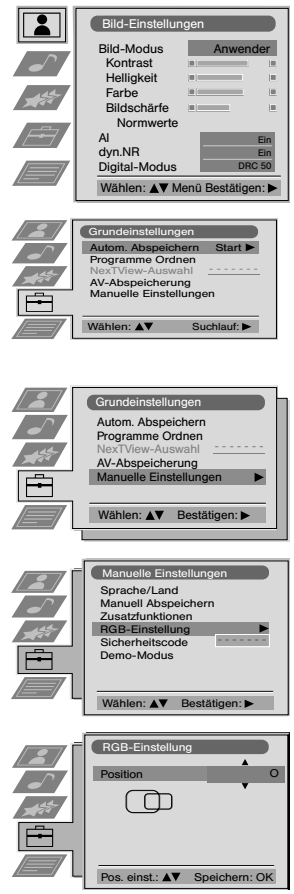 Bild-Einstellungen
Bild-Modus Anwender
Kontrast
Helligkeit
Farbe
Bildschärfe
Normwerte
AI Ein
dyn.NR Ein
Digital-Modus DRC 50
Wählen: ▲▼ Menü Bestätigen: ▶
Grundeinstellungen
Autom. Abspeichern Start ▶
Programme Ordnen
NexTView-Auswahl - - - - - - -
AV-Abspeicherung
Manuelle Einstellungen
Wählen: ▲▼ Suchlauf: ▶
Grundeinstellungen
Autom. Abspeichern
Programme Ordnen
NexTView-Auswahl - - - - - - -
AV-Abspeicherung
Manuelle Einstellungen ▶
Wählen: ▲▼ Bestätigen: ▶
Manuelle Einstellungen
Sprache/Land
Manuell Abspeichern
Zusatzfunktionen
RGB-Einstellung ▶
Sicherheitscode - - - - - - -
Demo-Modus
Wählen: ▲▼ Bestätigen: ▶
RGB-Einstellung
Position O
Pos. einst.: ▲▼ Speichern: OK